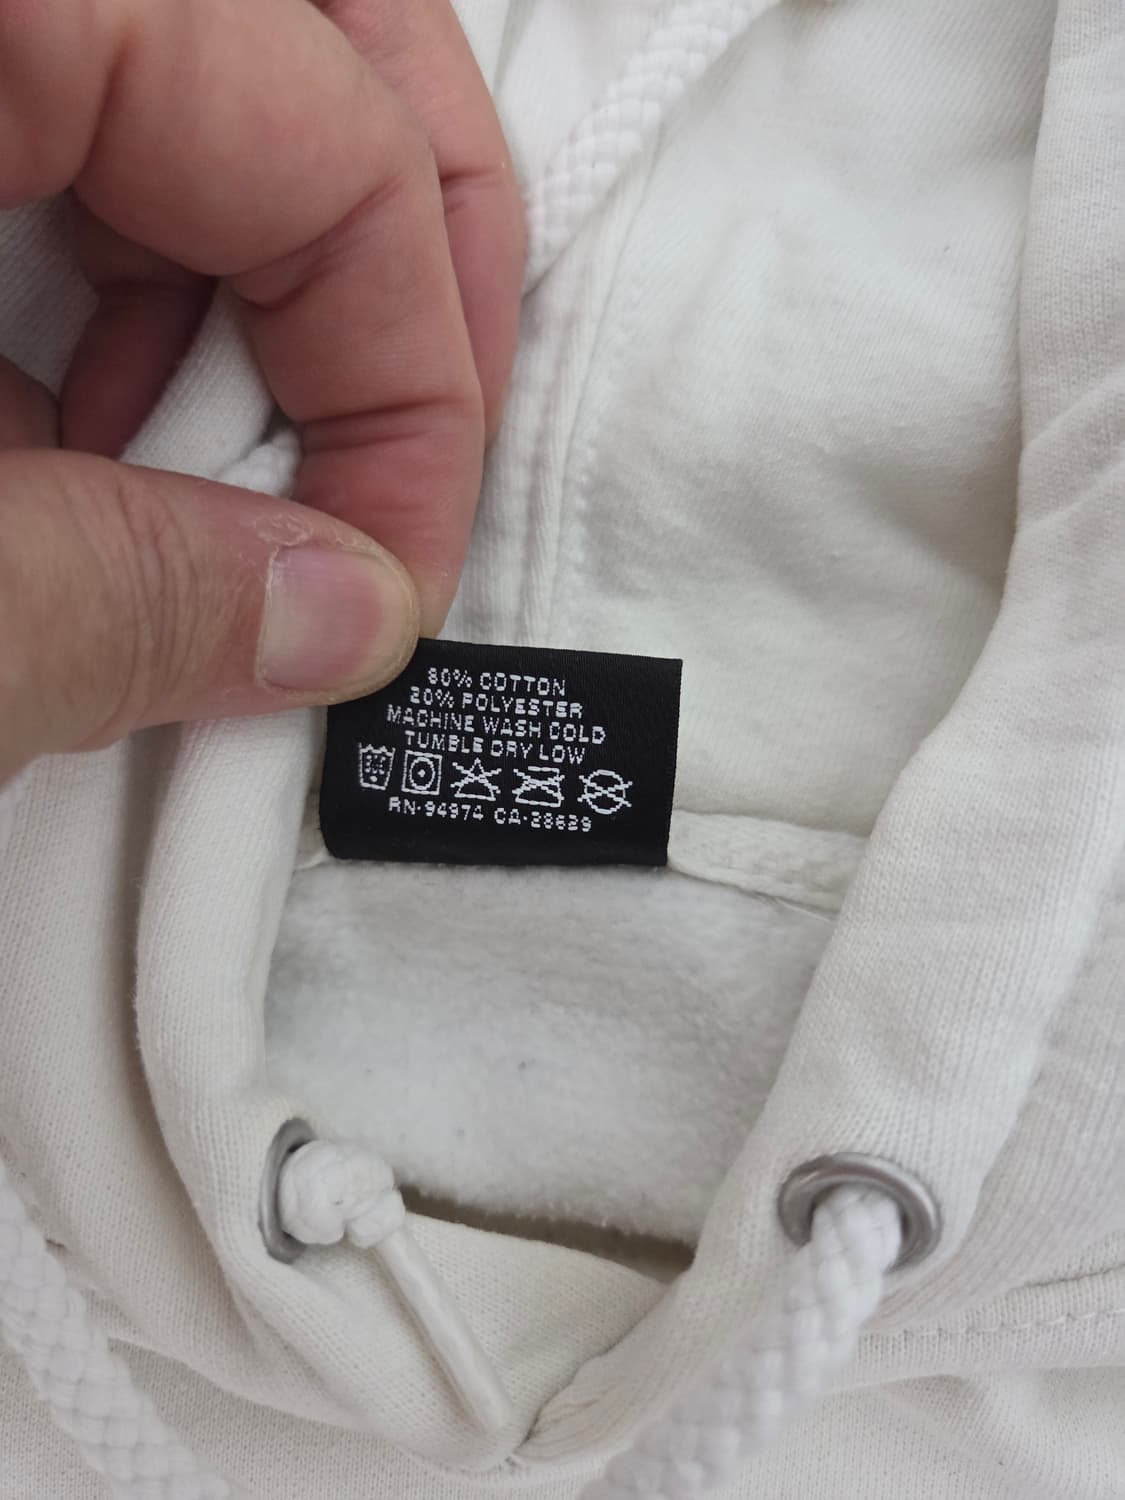 80% COTTON
20% POLYESTER
MACHINE WASH COLD
TUMBLE DRY LOW
RN·94974 CA·28629